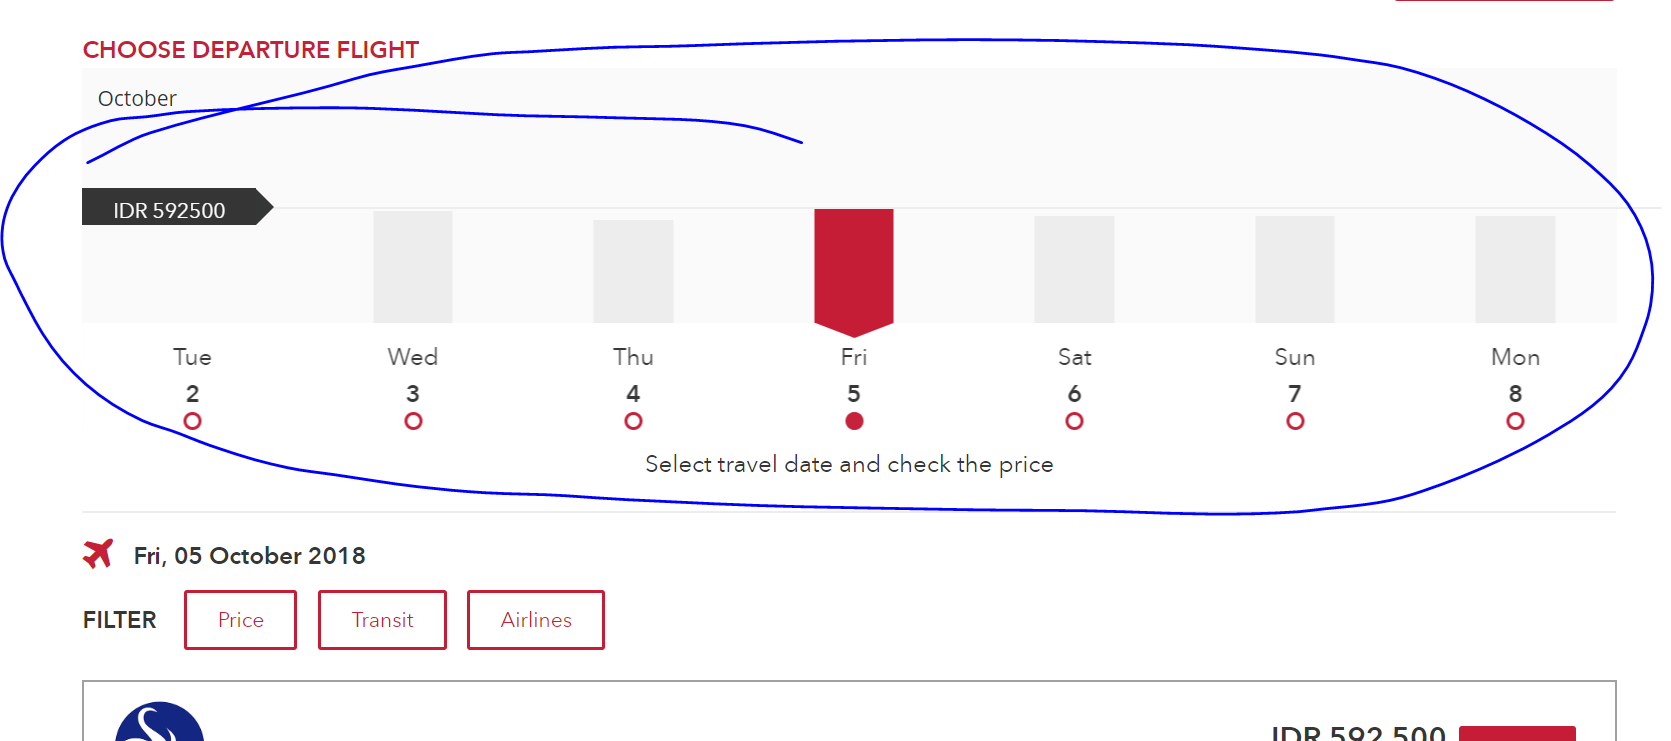 CHOOSE DEPARTURE FLIGHT
October
IDR 592500
Tue Wed Thu Fri Sat Sun Mon
2 3 4 5 6 7 8
Select travel date and check the price
Fri, 05 October 2018
FILTER Price Transit Airlines
IDR 592.500